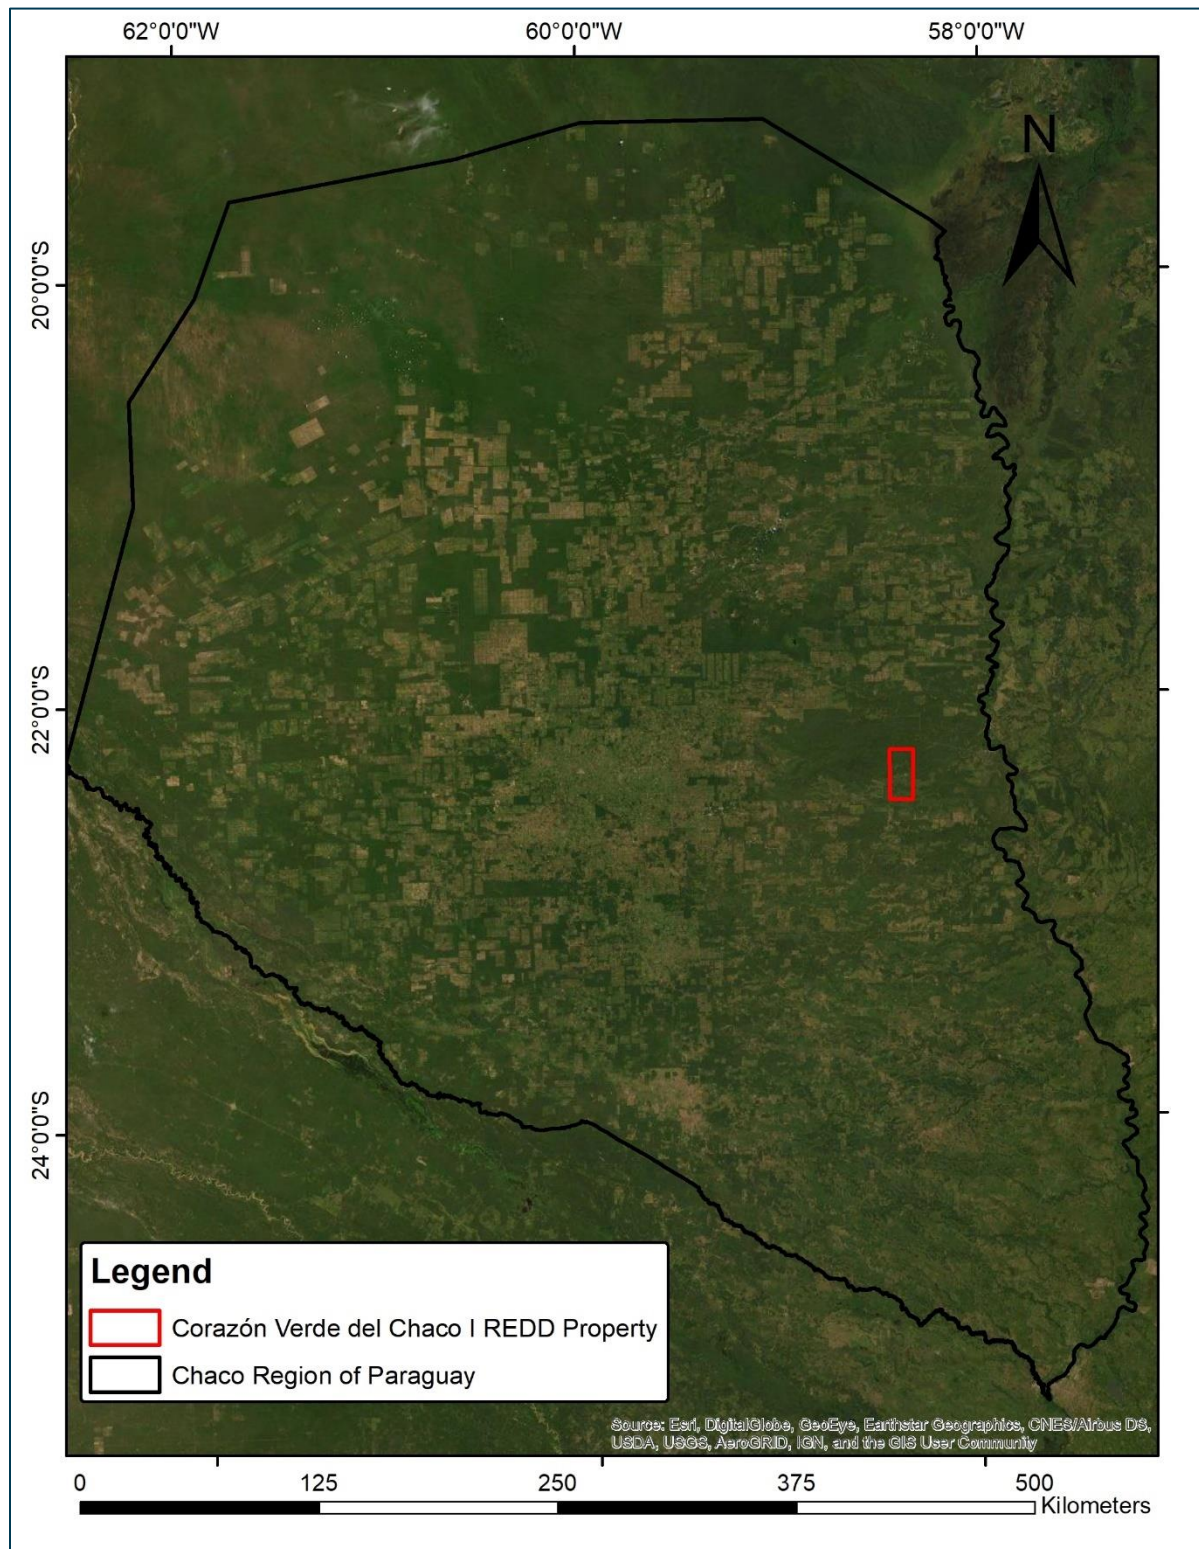 62°0'0"W 60°0'0"W 58°0'0"W
N
20°0'0"S
22°0'0"S
24°0'0"S
Legend
Corazón Verde del Chaco I REDD Property
Chaco Region of Paraguay
Source: Esri, DigitalGlobe, GeoEye, Earthstar Geographics, CNES/Airbus DS,
USDA, USGS, AeroGRID, IGN, and the GIS User Community
0 125 250 375 500
Kilometers